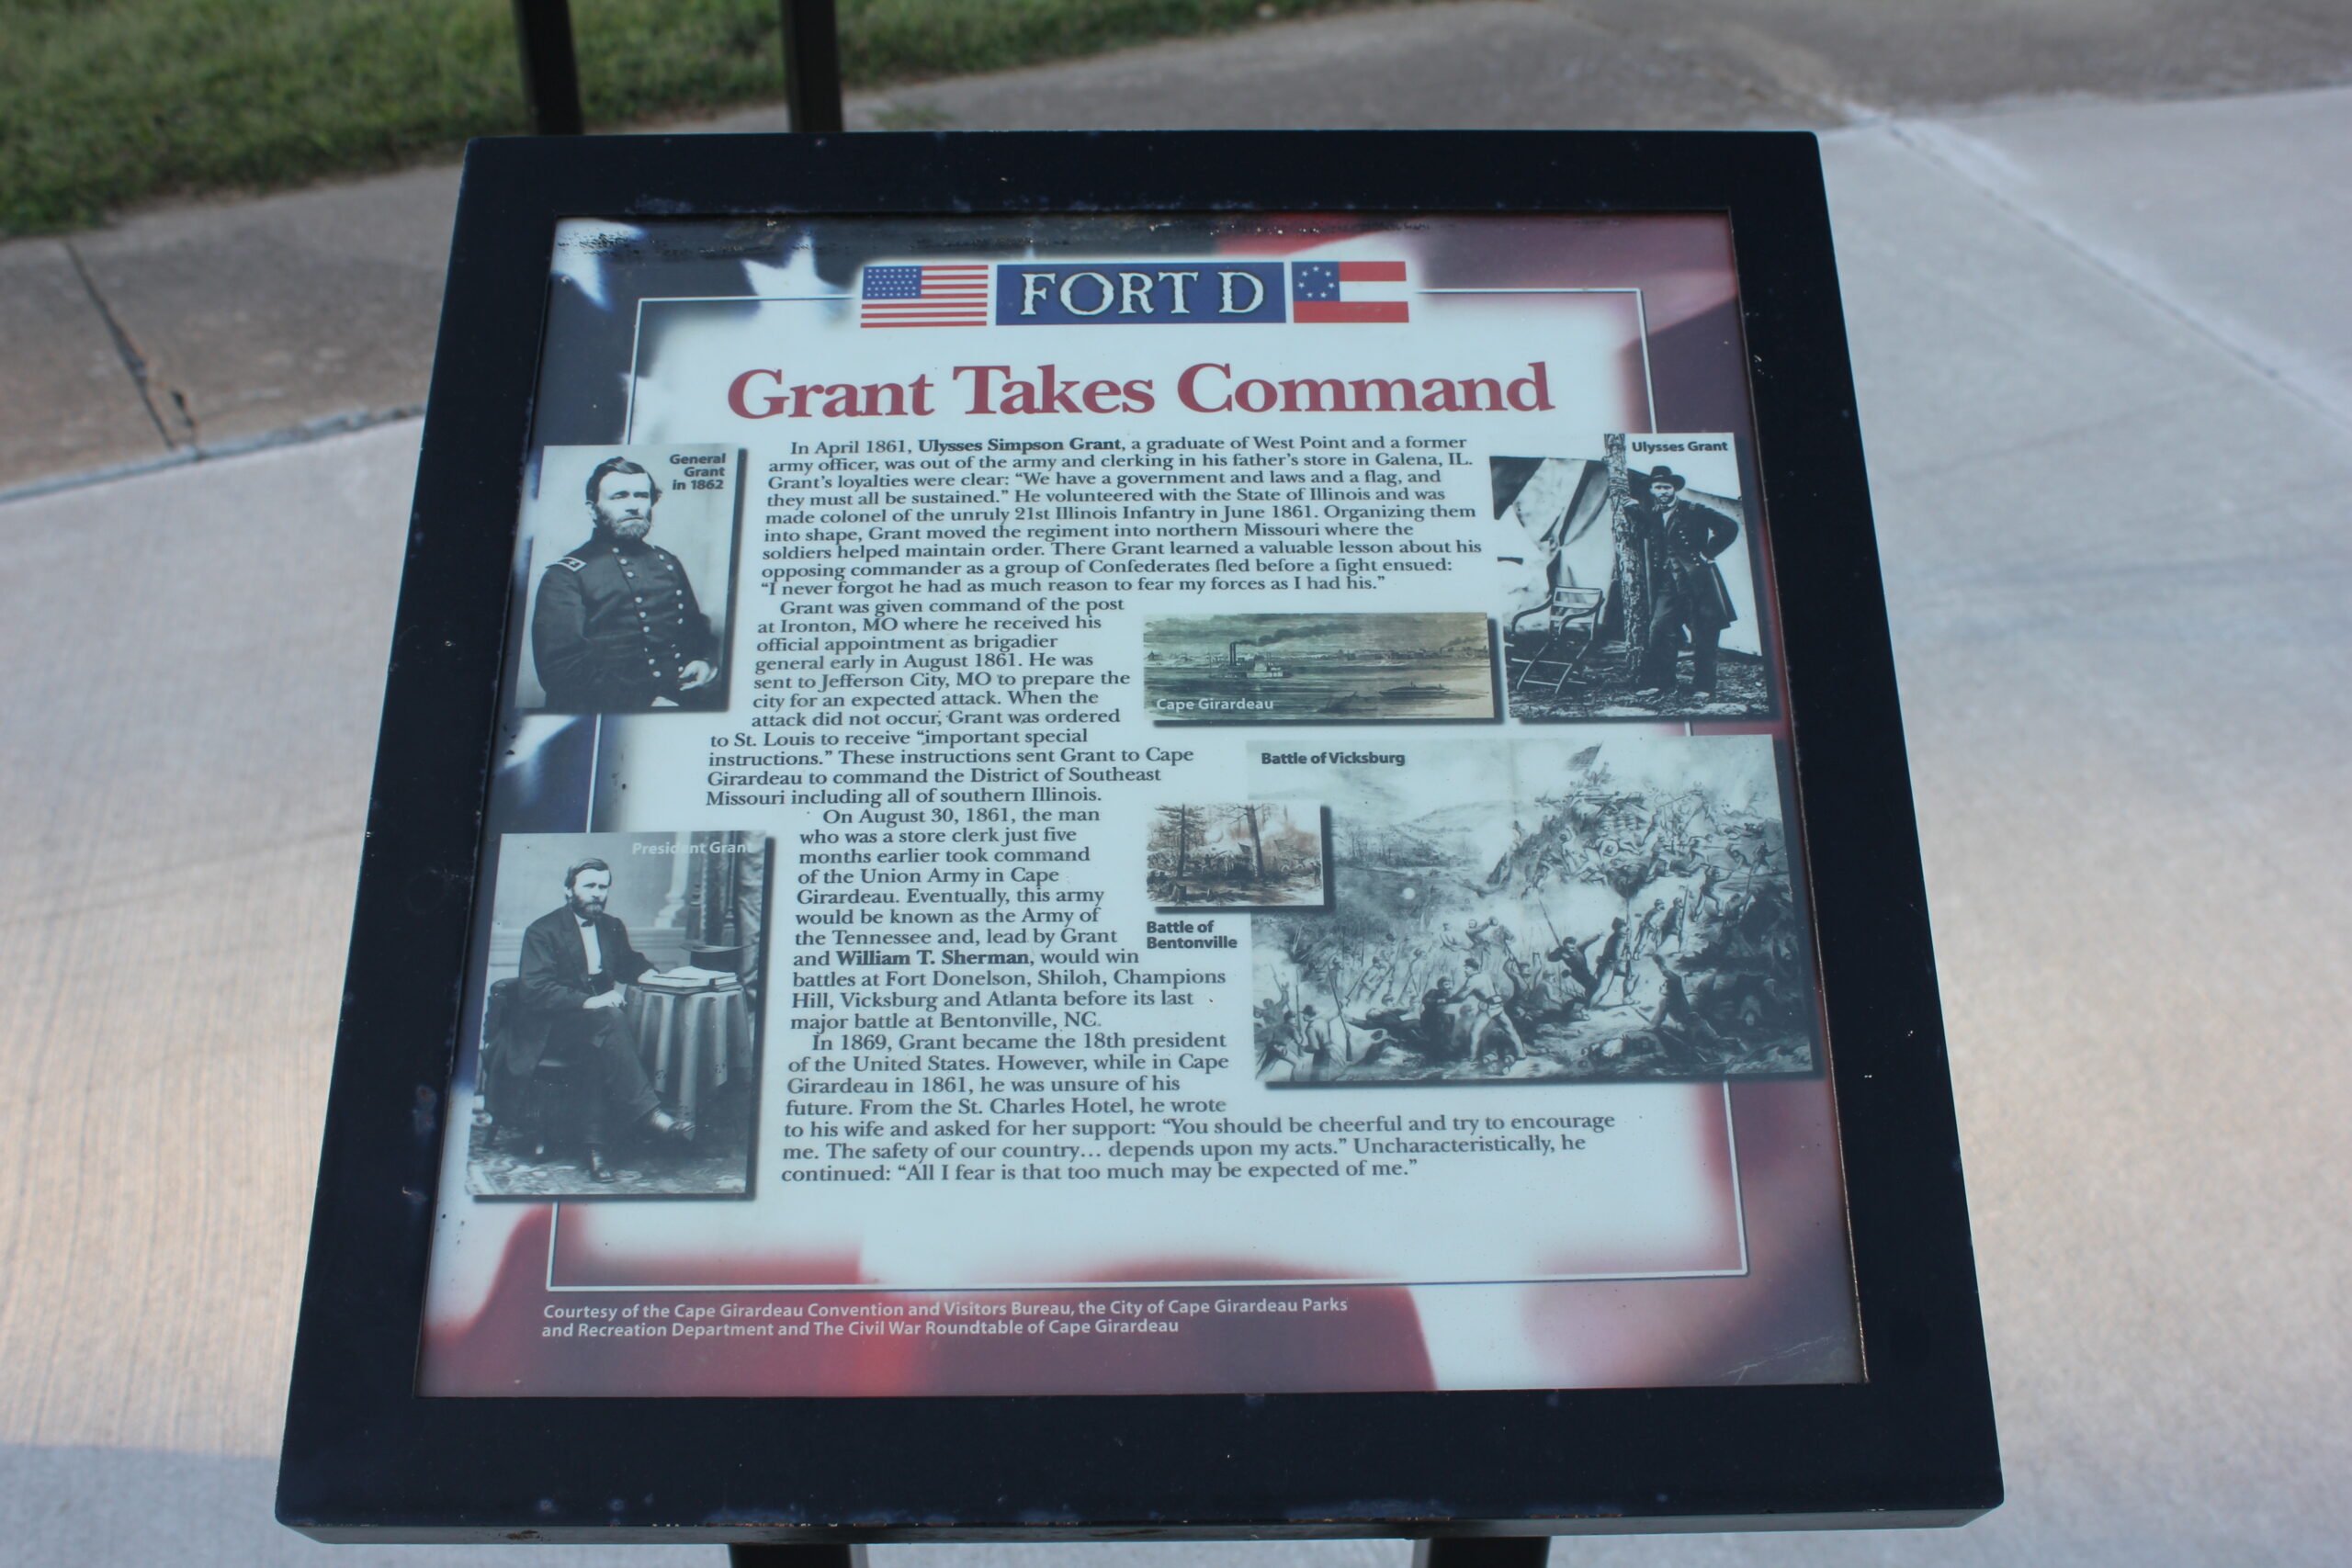 FORT D
Grant Takes Command
General
Grant
in 1862
In April 1861, Ulysses Simpson Grant, a graduate of West Point and a former
army officer, was out of the army and clerking in his father's store in Galena, IL.
Grant's loyalties were clear: “We have a government and laws and a flag, and
they must all be sustained.” He volunteered with the State of Illinois and was
made colonel of the unruly 21st Illinois Infantry in June 1861. Organizing them
into shape, Grant moved the regiment into northern Missouri where the
soldiers helped maintain order. There Grant learned a valuable lesson about his
opposing commander as a group of Confederates fled before a fight ensued:
“I never forgot he had as much reason to fear my forces as I had his.”
Ulysses Grant
Grant was given command of the post
at Ironton, MO where he received his
official appointment as brigadier
general early in August 1861. He was
sent to Jefferson City, MO to prepare the
city for an expected attack. When the
attack did not occur, Grant was ordered
to St. Louis to receive “important special
instructions.” These instructions sent Grant to Cape
Girardeau to command the District of Southeast
Missouri including all of southern Illinois.
Cape Girardeau
Battle of Vicksburg
President Grant
On August 30, 1861, the man
who was a store clerk just five
months earlier took command
of the Union Army in Cape
Girardeau. Eventually, this army
would be known as the Army of
the Tennessee and, lead by Grant
and William T. Sherman, would win
battles at Fort Donelson, Shiloh, Champions
Hill, Vicksburg and Atlanta before its last
major battle at Bentonville, NC.
Battle of
Bentonville
In 1869, Grant became the 18th president
of the United States. However, while in Cape
Girardeau in 1861, he was unsure of his
future. From the St. Charles Hotel, he wrote
to his wife and asked for her support: “You should be cheerful and try to encourage
me. The safety of our country… depends upon my acts.” Uncharacteristically, he
continued: “All I fear is that too much may be expected of me.”
Courtesy of the Cape Girardeau Convention and Visitors Bureau, the City of Cape Girardeau Parks
and Recreation Department and The Civil War Roundtable of Cape Girardeau